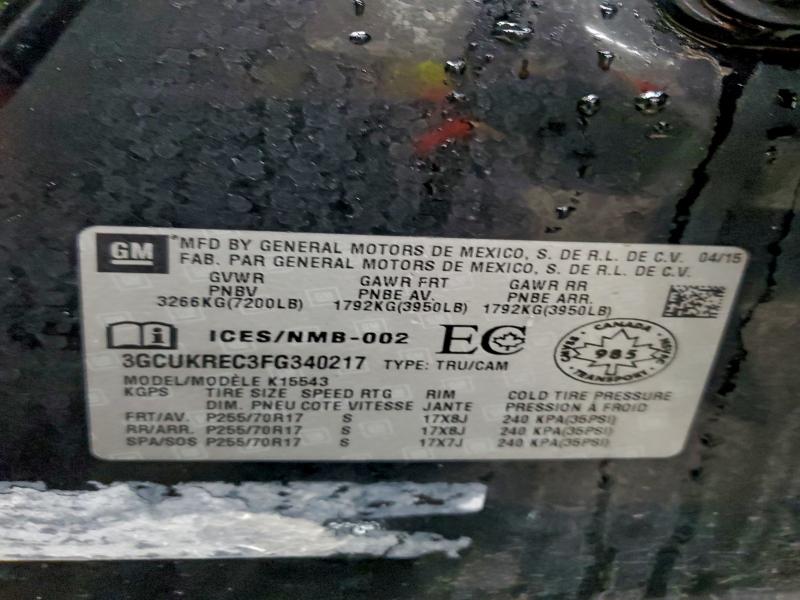 GM
*MFD BY GENERAL MOTORS DE MEXICO, S. DE R.L. DE C.V. 04/15
FAB. PAR GENERAL MOTORS DE MEXICO, S. DE R.L. DE C.V.
GVWR GAWR FRT GAWR RR
PNBV PNBE AV. PNBE ARR.
3266KG(7200LB) 1792KG(3950LB) 1792KG(3950LB)
ICES/NMB-002 EC
CANADA
985
TRANSPORT
3GCUKREC3FG340217 TYPE: TRU/CAM
MODEL/MODÈLE K15543
KGPS TIRE SIZE SPEED RTG RIM COLD TIRE PRESSURE
DIM. PNEU COTE VITESSE JANTE PRESSION À FROID
FRT/AV. P255/70R17 S 17X8J 240 KPA(35PSI)
RR/ARR. P255/70R17 S 17X8J 240 KPA(35PSI)
SPA/SOS P255/70R17 S 17X7J 240 KPA(35PSI)